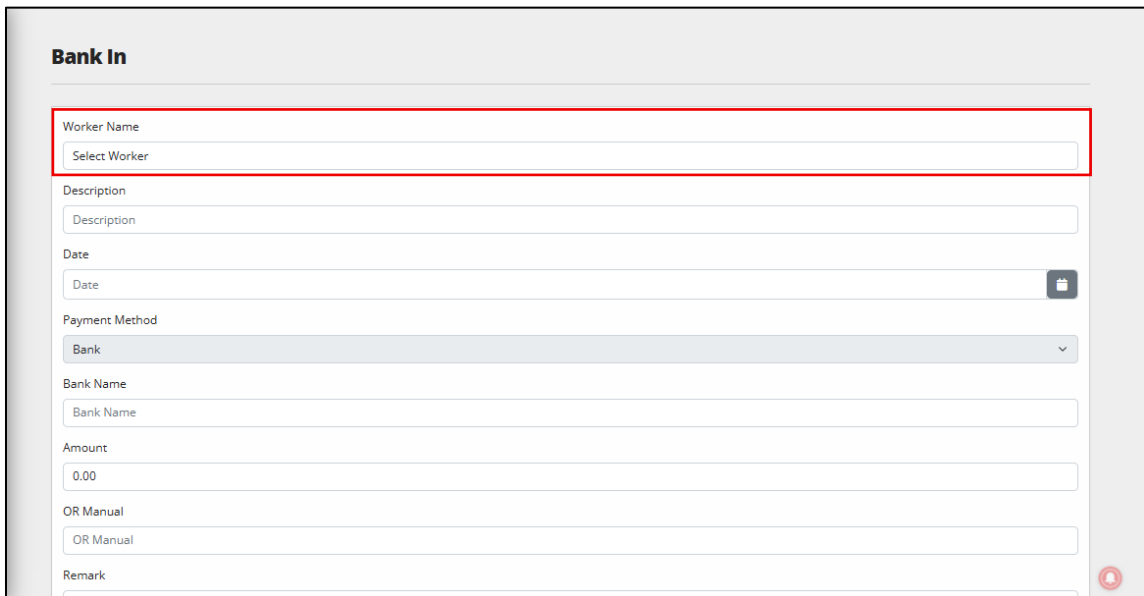 Bank In
Worker Name
Select Worker
Description
Description
Date
Date
Payment Method
Bank
Bank Name
Bank Name
Amount
0.00
OR Manual
OR Manual
Remark